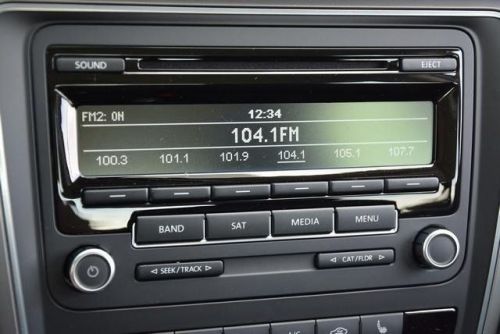 SOUND EJECT
FM2: ON 12:34
104.1FM
100.3 101.1 101.9 104.1 105.1 107.7
BAND SAT MEDIA MENU
SEEK/TRACK CAT/FLDR
A/C